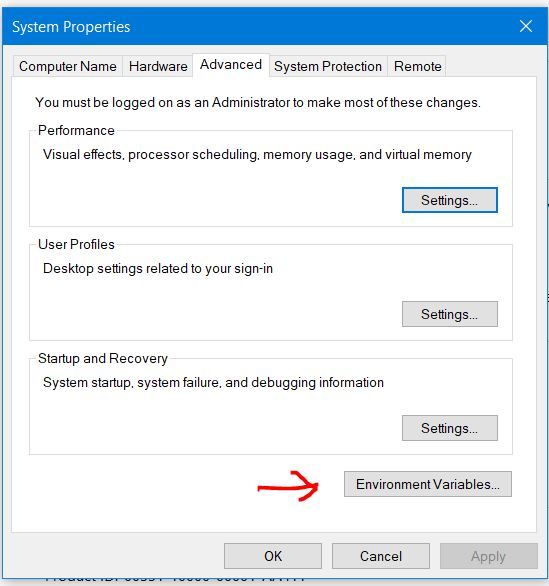 System Properties
Computer Name
Hardware
Advanced
System Protection
Remote
You must be logged on as an Administrator to make most of these changes.
Performance
Visual effects, processor scheduling, memory usage, and virtual memory
Settings...
User Profiles
Desktop settings related to your sign-in
Settings...
Startup and Recovery
System startup, system failure, and debugging information
Settings...
Environment Variables...
OK
Cancel
Apply